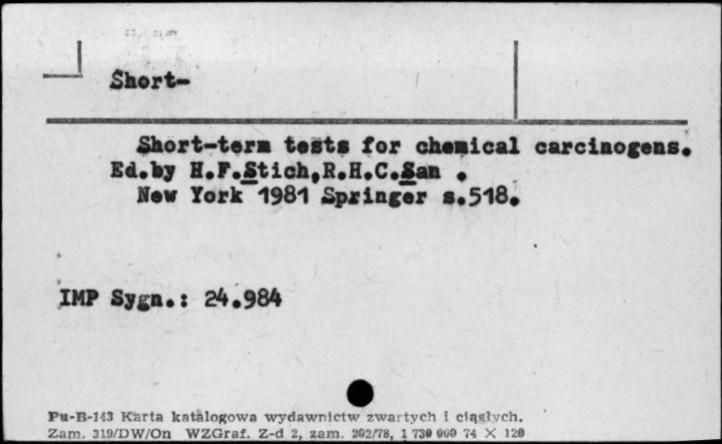 Short-
Short-term tests for chemical carcinogens.
Ed.by H.F.Stich,R.H.C.San .
New York 1981 Springer s.518.
IMP Sygn.: 24.984
Pu-B-143 Karta katalogowa wydawnictw zwartych i ciągłych.
Zam. 319/DW/On WZGraf. Z-d 2, zam. 202/78, 1 730 000 74 X 120